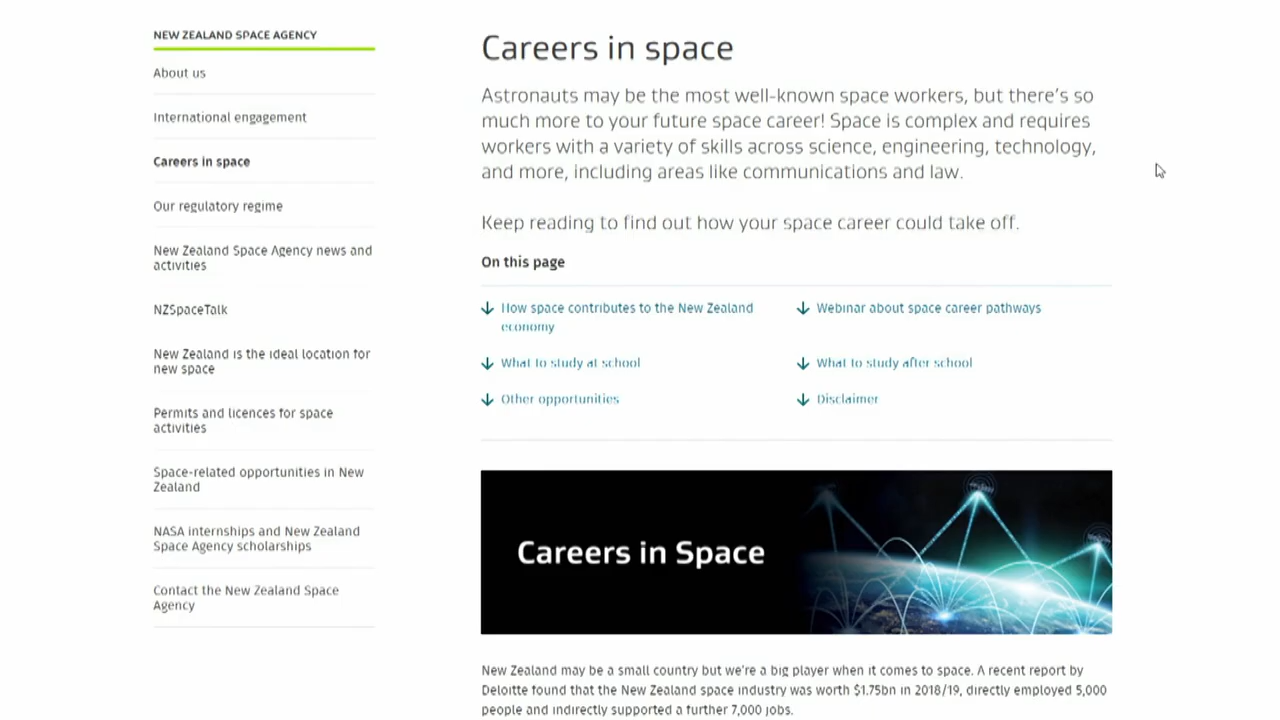 NEW ZEALAND SPACE AGENCY
About us
International engagement
Careers in space
Our regulatory regime
New Zealand Space Agency news and
activities
NZSpaceTalk
New Zealand is the ideal location for
new space
Permits and licences for space
activities
Space-related opportunities in New
Zealand
NASA internships and New Zealand
Space Agency scholarships
Contact the New Zealand Space
Agency
Careers in space
Astronauts may be the most well-known space workers, but there's so
much more to your future space career! Space is complex and requires
workers with a variety of skills across science, engineering, technology,
and more, including areas like communications and law.
Keep reading to find out how your space career could take off.
On this page
How space contributes to the New Zealand
economy
Webinar about space career pathways
What to study at school
What to study after school
Other opportunities
Disclaimer
Careers in Space
New Zealand may be a small country but we're a big player when it comes to space. A recent report by
Deloitte found that the New Zealand space industry was worth $1.75bn in 2018/19, directly employed 5,000
people and indirectly supported a further 7,000 jobs.